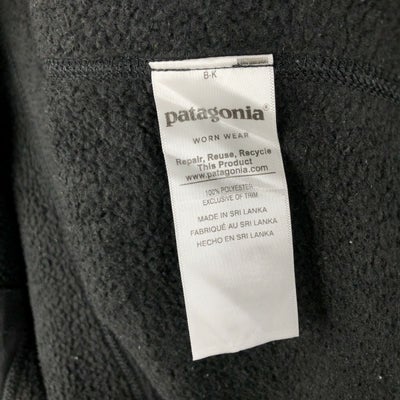 B-K
patagonia®
WORN WEAR
Repair, Reuse, Recycle
This Product
www.patagonia.com
100% POLYESTER
EXCLUSIVE OF TRIM
MADE IN SRI LANKA
FABRIQUÉ AU SRI LANKA
HECHO EN SRI LANKA